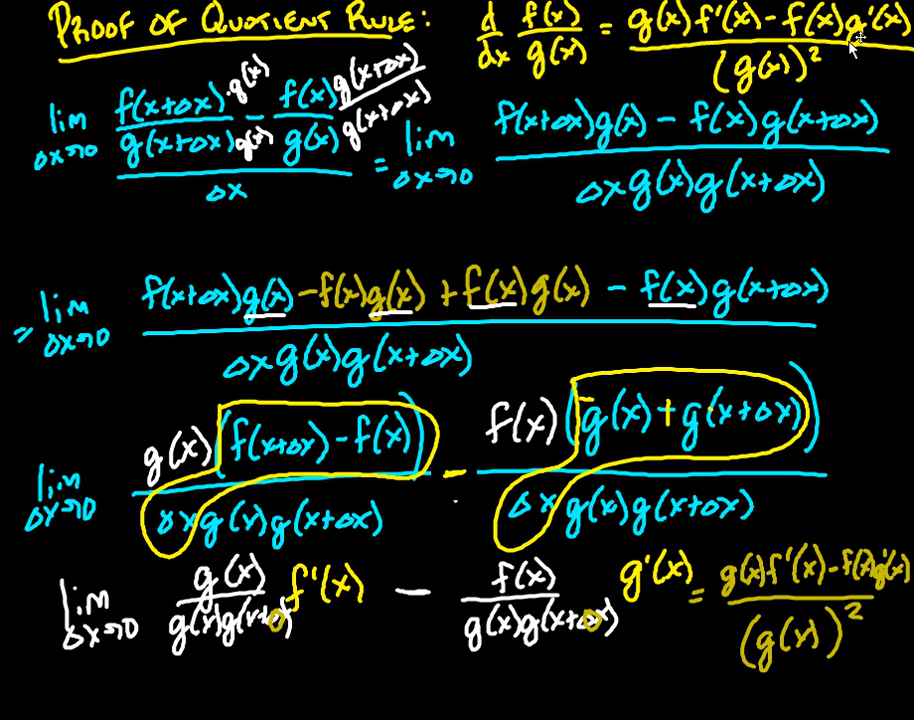 PROOF OF QUOTIENT RULE: d/dx f(x)/g(x) = (g(x)f'(x) - f(x)g'(x))/(g(x))²
lim Δx→0 (f(x+Δx)/g(x+Δx) · g(x)/g(x) - f(x)/g(x) g(x+Δx)/g(x+Δx))/Δx = lim Δx→0 (f(x+Δx)g(x) - f(x)g(x+Δx))/(Δx g(x)g(x+Δx))
= lim Δx→0 (f(x+Δx)g(x) - f(x)g(x) + f(x)g(x) - f(x)g(x+Δx))/(Δx g(x)g(x+Δx))
lim Δx→0 g(x)(f(x+Δx) - f(x))/(Δx g(x)g(x+Δx)) - f(x)(-g(x) + g(x+Δx))/(Δx g(x)g(x+Δx))
lim Δx→0 g(x)/(g(x)g(x+0)) f'(x) - f(x)/(g(x)g(x+Δx)) g'(x) = (g(x)f'(x) - f(x)g'(x))/(g(x))²